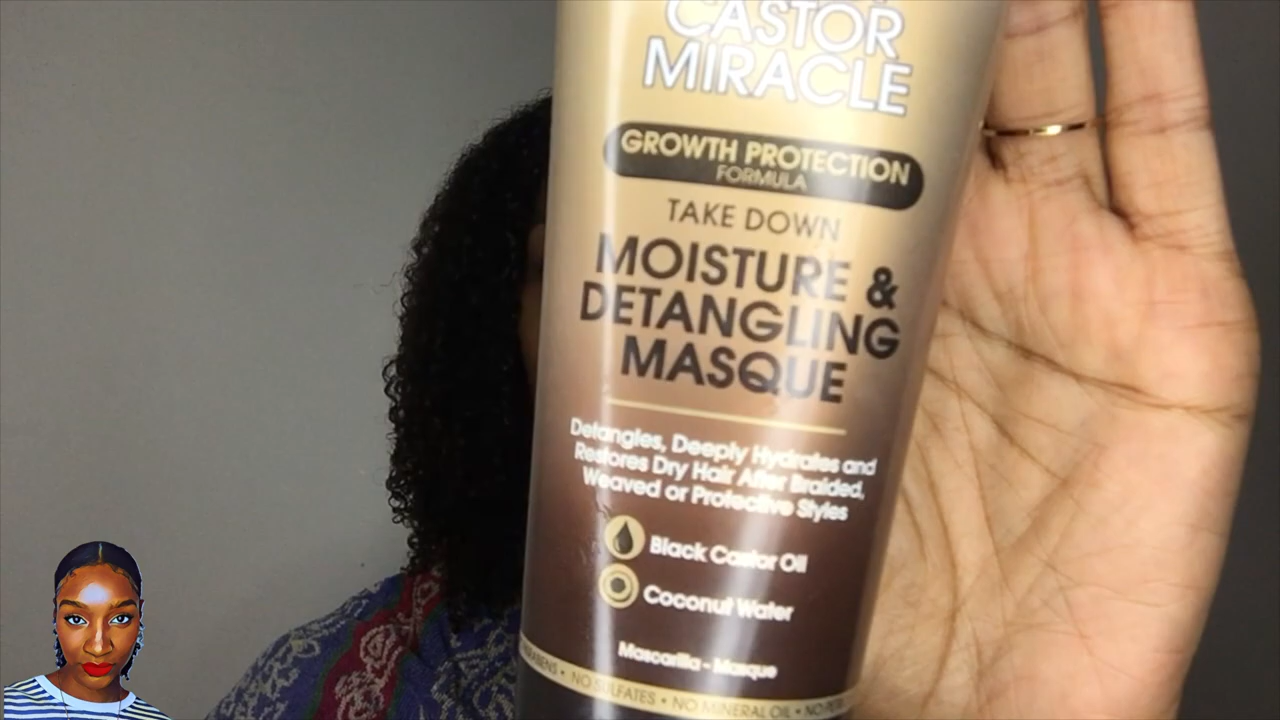 CASTOR
MIRACLE
GROWTH PROTECTION
FORMULA
TAKE DOWN
MOISTURE &
DETANGLING
MASQUE
Detangles, Deeply Hydrates and
Restores Dry Hair After Braided,
Weaved or Protective Styles
Black Castor Oil
Coconut Water
Mascarilla - Masque
• NO SULFATES • NO MINERAL OIL •